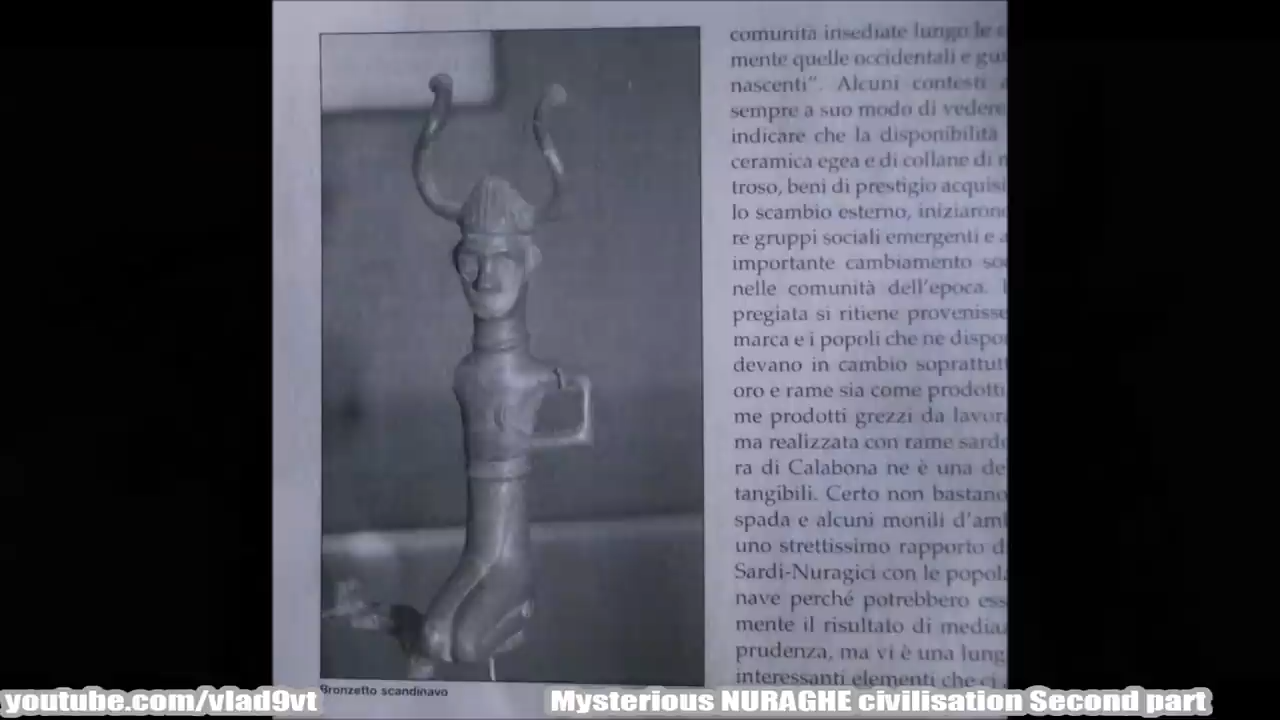 comunità insediate lungo le
mente quelle occidentali e
nascenti". Alcuni contesti
sempre a suo modo di vedere
indicare che la disponibilità
ceramica egea e di collane di
troso, beni di prestigio acquisi
lo scambio esterno, iniziaron
re gruppi sociali emergenti e a
importante cambiamento so
nelle comunità dell'epoca.
pregiata si ritiene provenisse
marca e i popoli che ne dispo
devano in cambio soprattut
oro e rame sia come prodotti
me prodotti grezzi da lavor
ma realizzata con rame sard
ra di Calabona ne è una de
tangibili. Certo non bastano
spada e alcuni monili d'am
uno strettissimo rapporto d
Sardi-Nuragici con le popol
nave perché potrebbero ess
mente il risultato di media
prudenza, ma vi è una lung
interessanti elementi che ci
Bronzetto scandinavo
youtube.com/vlad9vt
Mysterious NURAGHE civilisation Second part